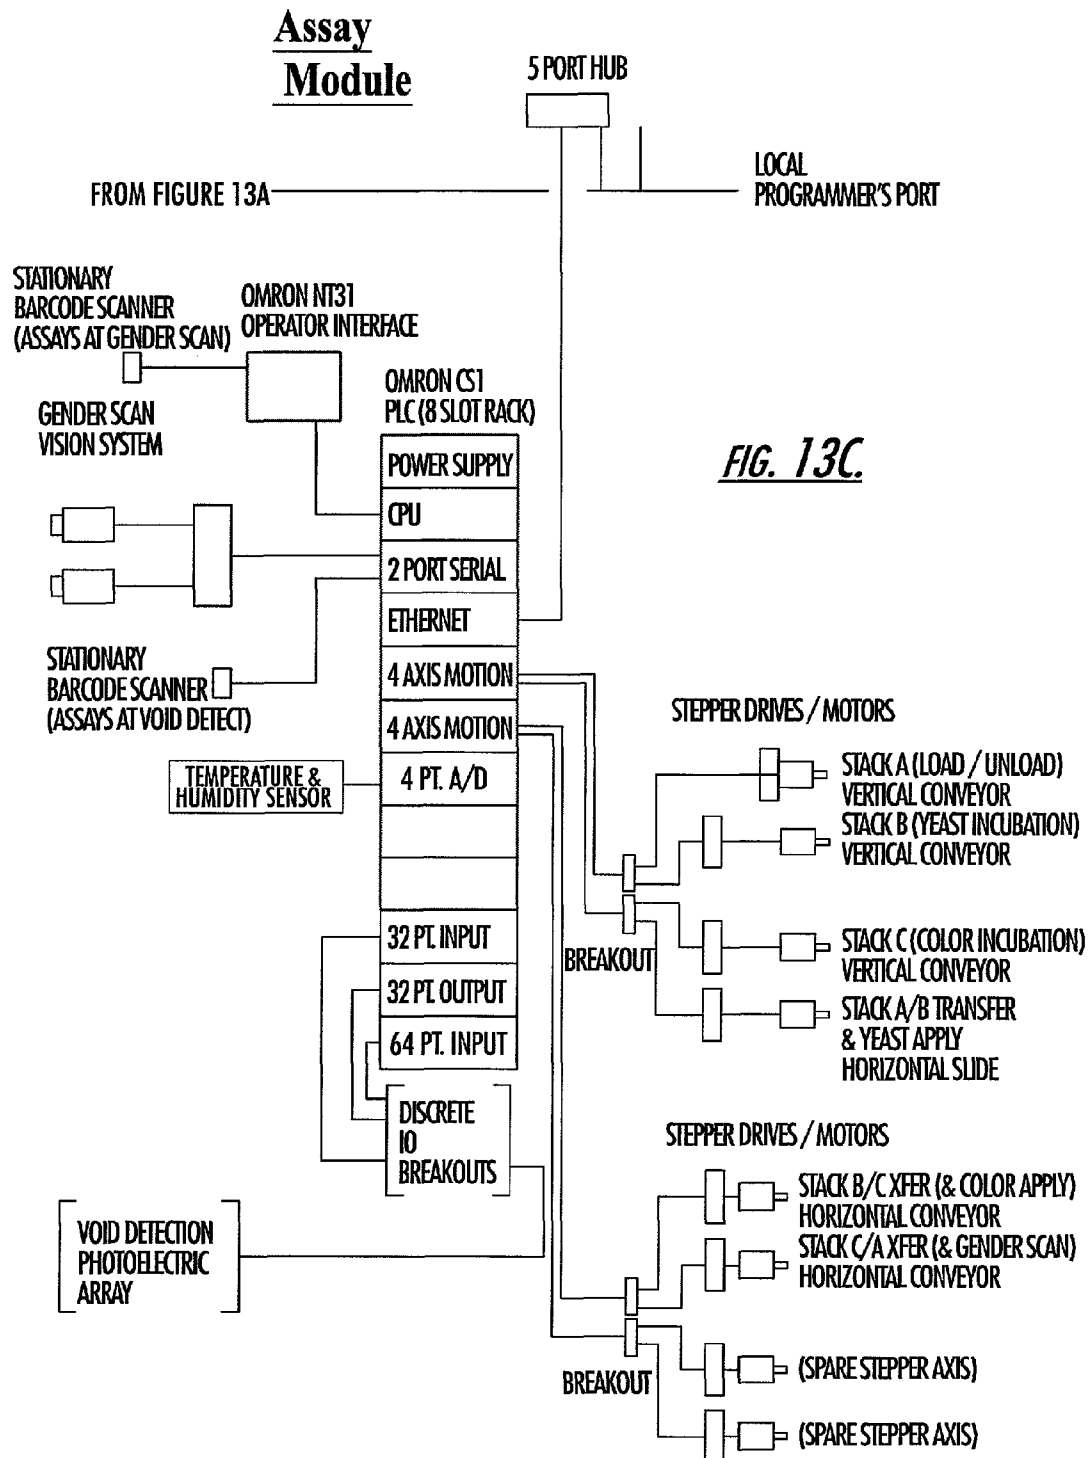 Assay
Module
5 PORT HUB
FROM FIGURE 13A
LOCAL
PROGRAMMER'S PORT
STATIONARY
BARCODE SCANNER
(ASSAYS AT GENDER SCAN)
OMRON NT31
OPERATOR INTERFACE
GENDER SCAN
VISION SYSTEM
OMRON CS1
PLC (8 SLOT RACK)
FIG. 13C.
POWER SUPPLY
CPU
2 PORT SERIAL
ETHERNET
4 AXIS MOTION
4 AXIS MOTION
4 PT. A/D
32 PT. INPUT
32 PT. OUTPUT
64 PT. INPUT
STATIONARY
BARCODE SCANNER
(ASSAYS AT VOID DETECT)
TEMPERATURE &
HUMIDITY SENSOR
STEPPER DRIVES / MOTORS
STACK A (LOAD / UNLOAD)
VERTICAL CONVEYOR
STACK B (YEAST INCUBATION)
VERTICAL CONVEYOR
BREAKOUT
STACK C (COLOR INCUBATION)
VERTICAL CONVEYOR
STACK A/B TRANSFER
& YEAST APPLY
HORIZONTAL SLIDE
DISCRETE
IO
BREAKOUTS
VOID DETECTION
PHOTOELECTRIC
ARRAY
STEPPER DRIVES / MOTORS
STACK B/C XFER (& COLOR APPLY)
HORIZONTAL CONVEYOR
STACK C/A XFER (& GENDER SCAN)
HORIZONTAL CONVEYOR
BREAKOUT
(SPARE STEPPER AXIS)
(SPARE STEPPER AXIS)